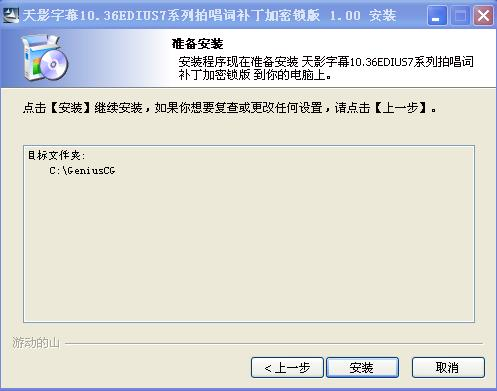 天影字幕10.36EDIUS7系列拍唱词补丁加密锁版 1.00 安装
准备安装
安装程序现在准备安装 天影字幕10.36EDIUS7系列拍唱词
补丁加密锁版 到你的电脑上。
点击【安装】继续安装，如果你想要复查或更改任何设置，请点击【上一步】。
目标文件夹:
C:\GeniusCG
游动的山
< 上一步
安装
取消